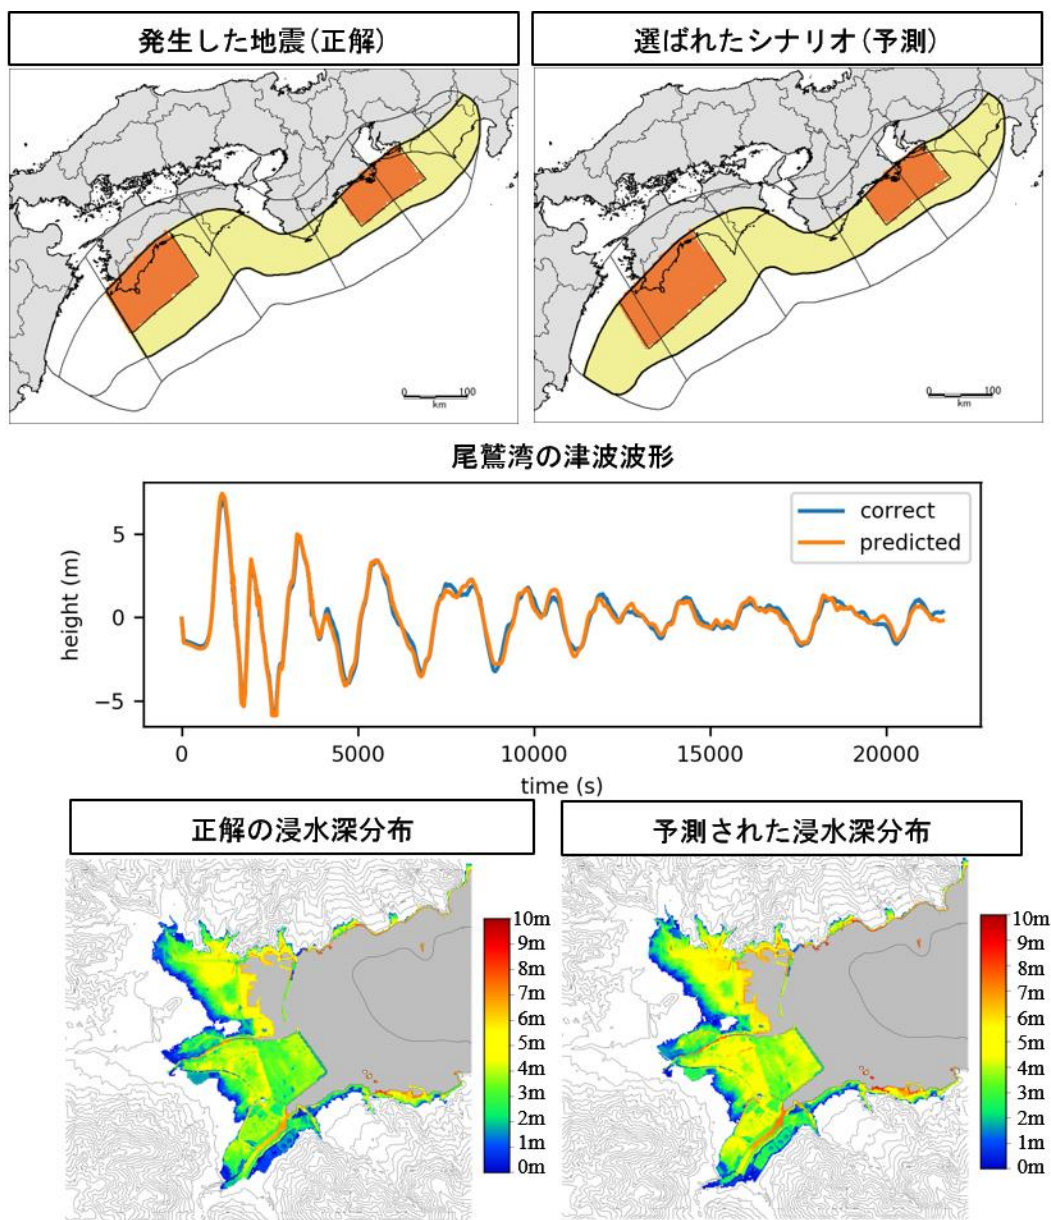 発生した地震(正解)
選ばれたシナリオ(予測)
0 100
km
0 100
km
尾鷲湾の津波波形
height (m)
5
0
−5
correct
predicted
0 5000 10000 15000 20000
time (s)
正解の浸水深分布
予測された浸水深分布
10m
9m
8m
7m
6m
5m
4m
3m
2m
1m
0m
10m
9m
8m
7m
6m
5m
4m
3m
2m
1m
0m